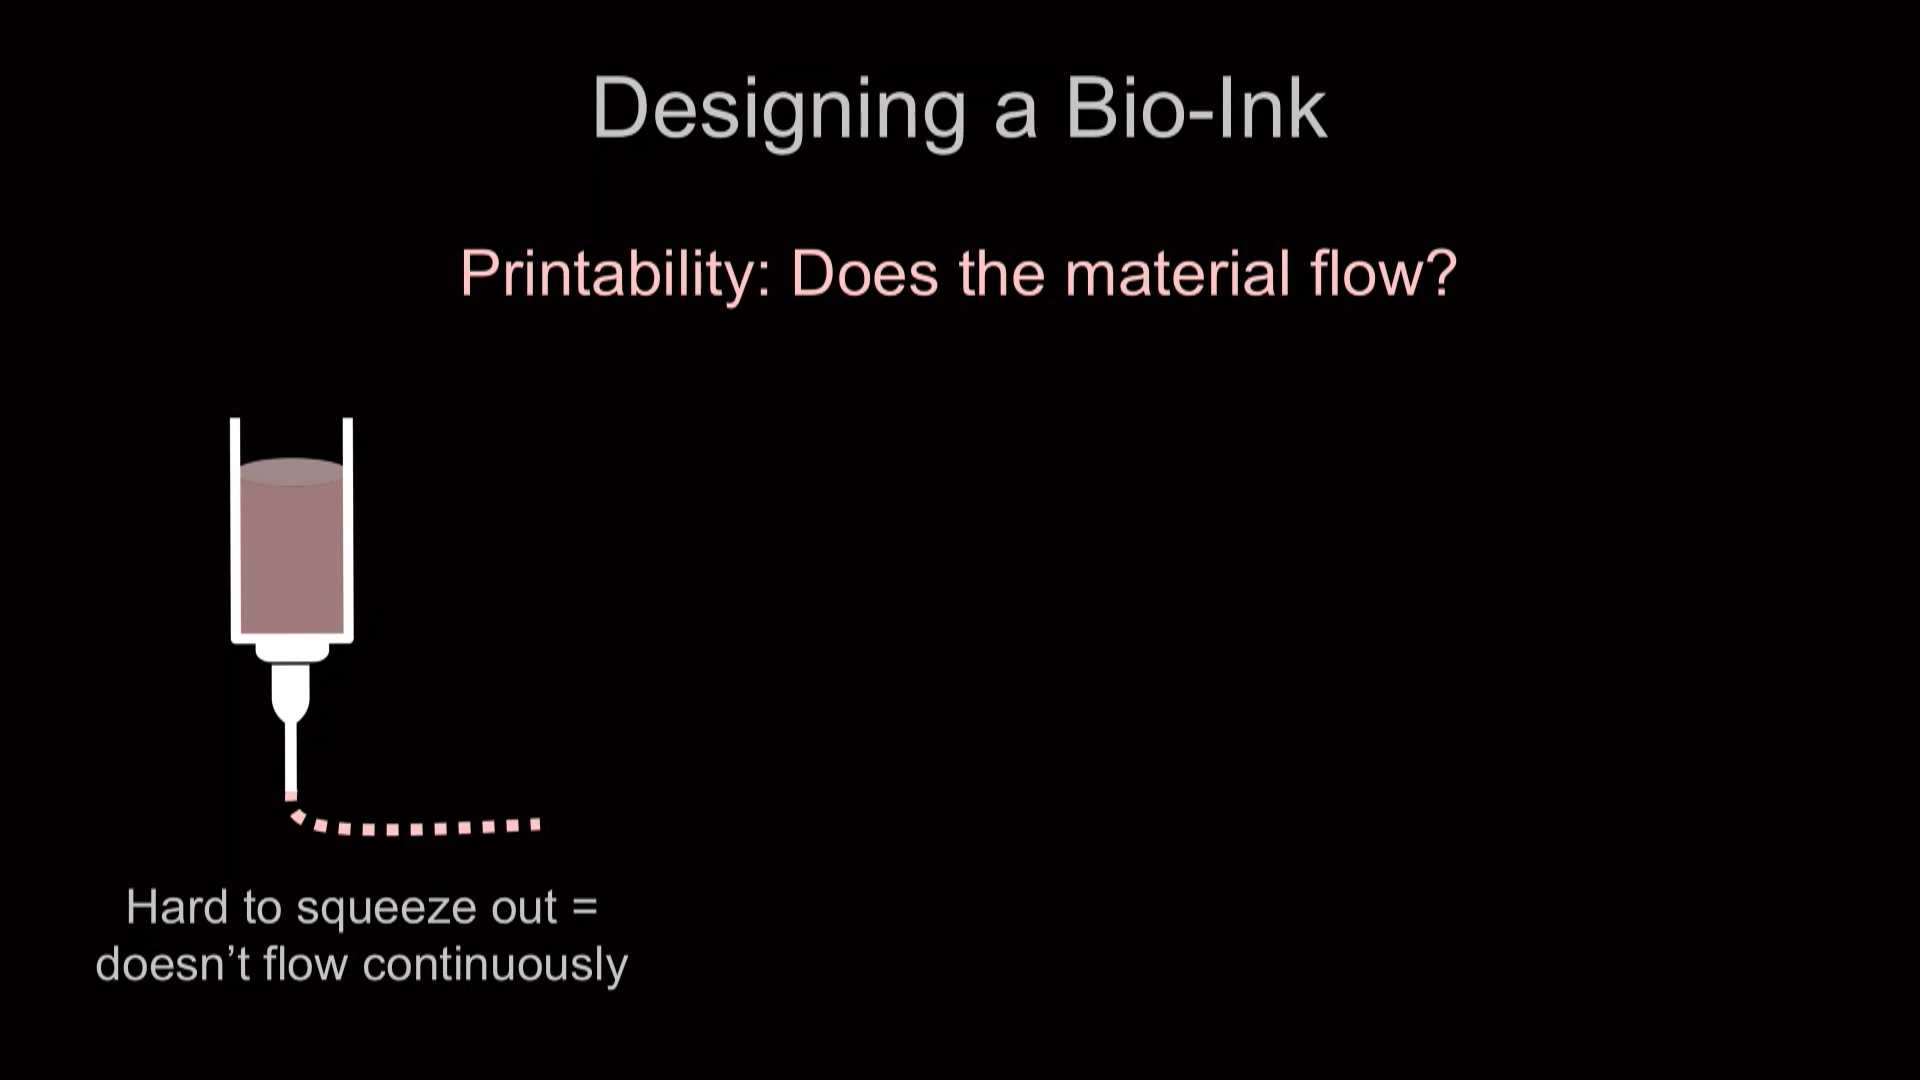 Designing a Bio-Ink
Printability: Does the material flow?
Hard to squeeze out =
doesn’t flow continuously